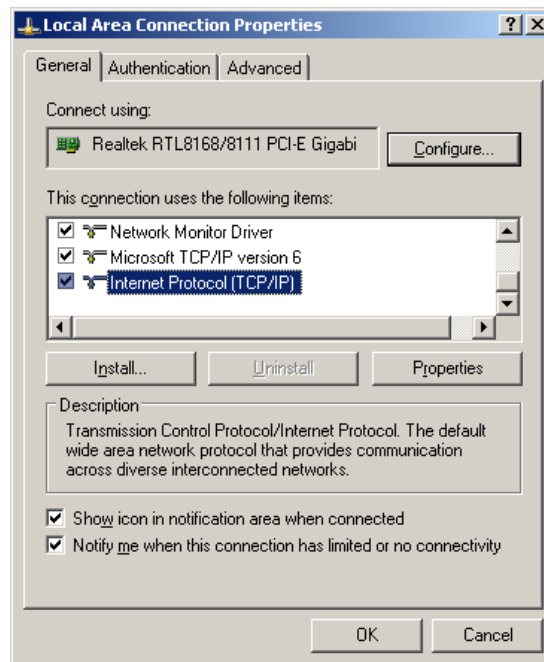 Local Area Connection Properties
General
Authentication
Advanced
Connect using:
Realtek RTL8168/8111 PCI-E Gigabi
Configure...
This connection uses the following items:
Network Monitor Driver
Microsoft TCP/IP version 6
Internet Protocol (TCP/IP)
Install...
Uninstall
Properties
Description
Transmission Control Protocol/Internet Protocol. The default
wide area network protocol that provides communication
across diverse interconnected networks.
Show icon in notification area when connected
Notify me when this connection has limited or no connectivity
OK
Cancel